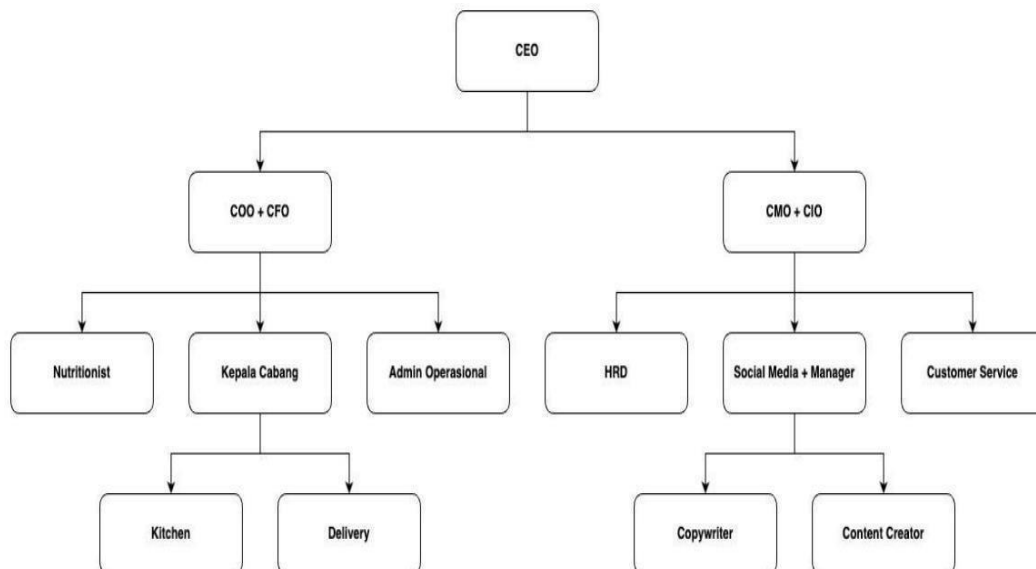 CEO
COO + CFO
CMO + CIO
Nutritionist
Kepala Cabang
Admin Operasional
HRD
Social Media + Manager
Customer Service
Kitchen
Delivery
Copywriter
Content Creator